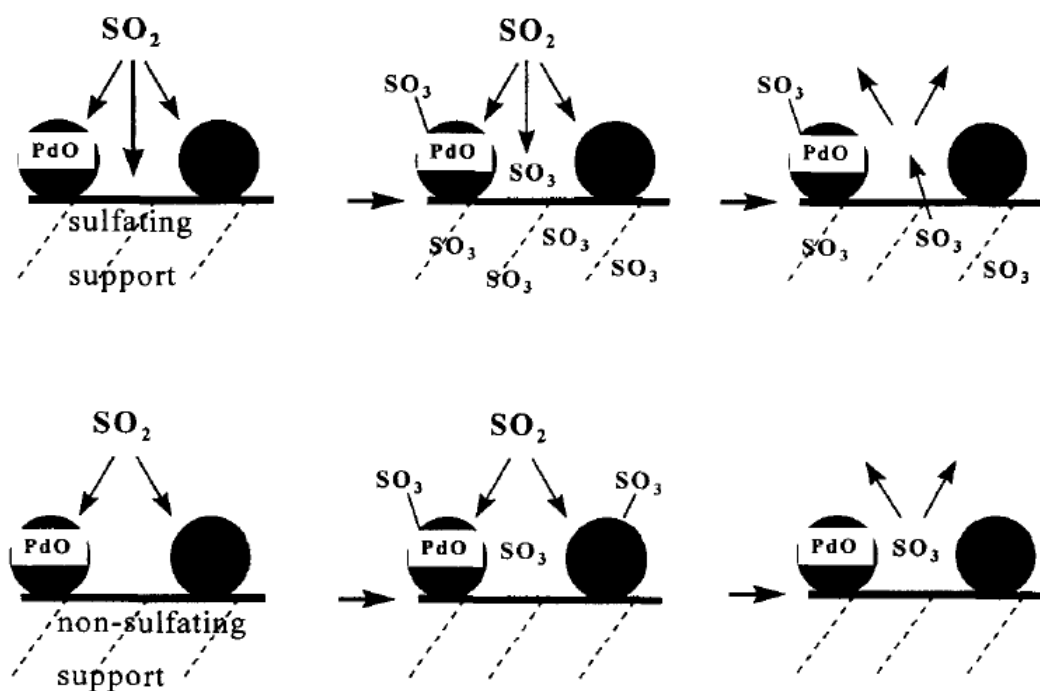 SO₂ SO₂
SO₃ SO₃
PdO PdO SO₃ PdO
sulfating SO₃ SO₃ SO₃ SO₃
support SO₃ SO₃ SO₃
SO₂ SO₂
SO₃ SO₃
PdO PdO SO₃ PdO SO₃
non-sulfating
support